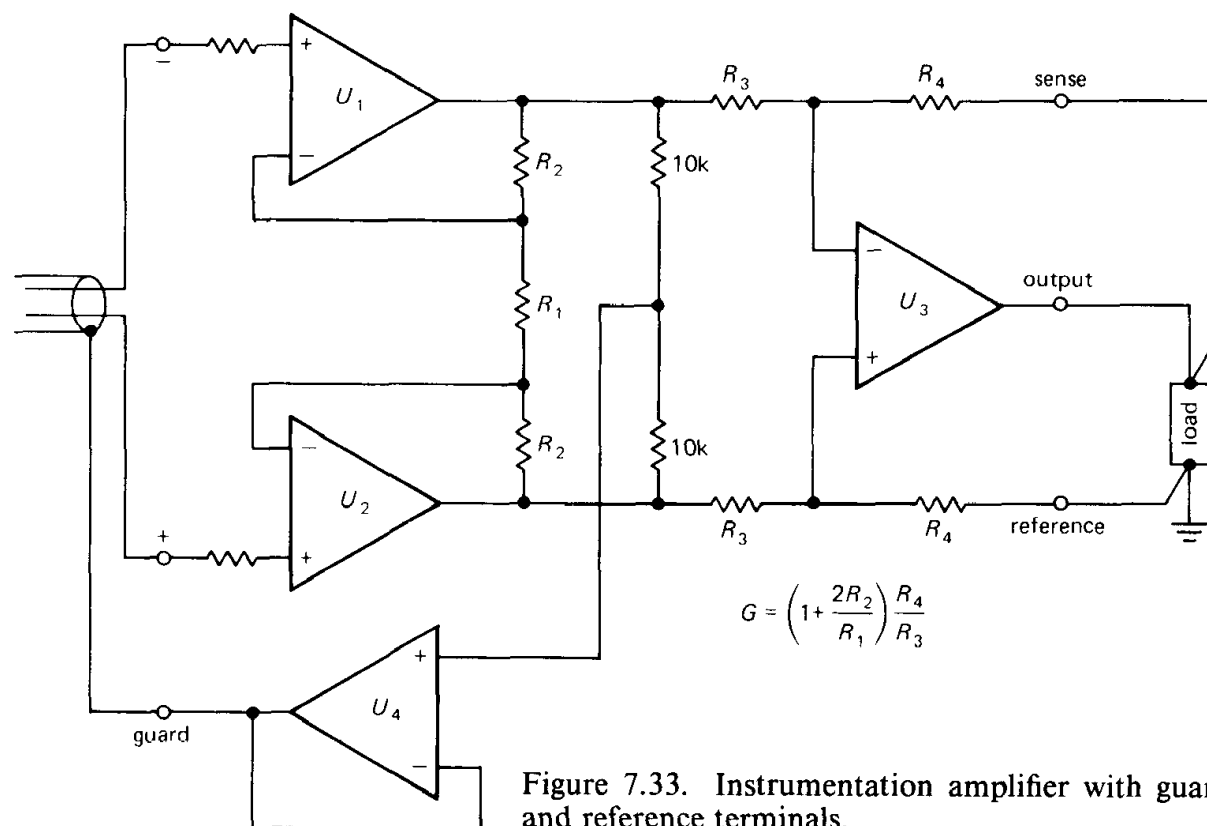 −
+
U1
−
R2
10k
R3
R4
sense
R1
−
U3
+
output
load
−
R2
10k
U2
+
+
R3
R4
reference
G = (1 + 2R2/R1) R4/R3
+
U4
−
guard
Figure 7.33. Instrumentation amplifier with guar
and reference terminals.